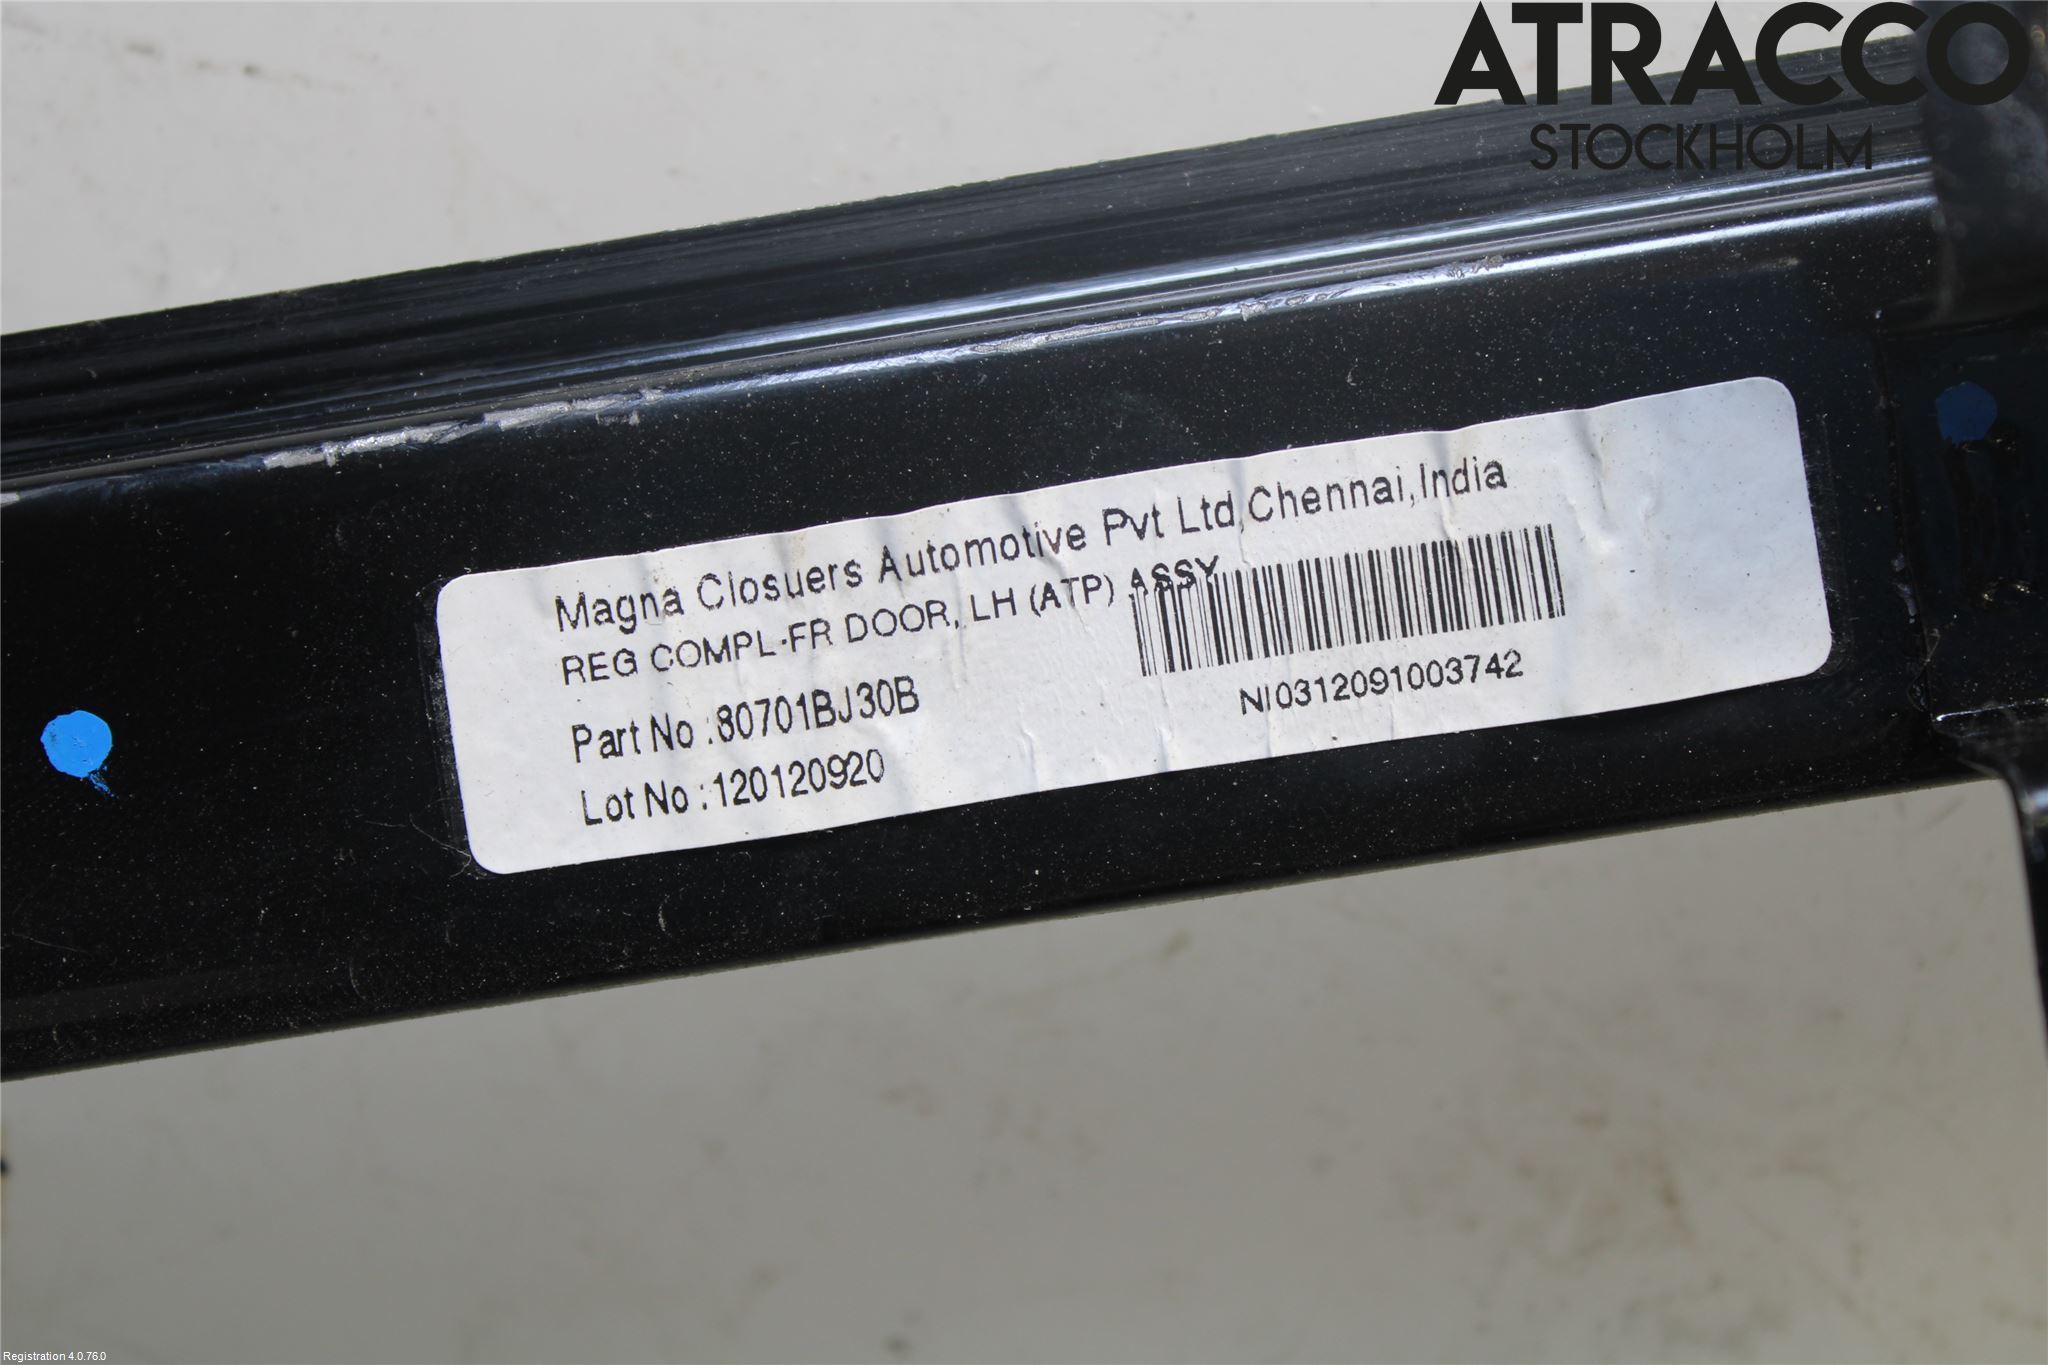 ATRACCO
STOCKHOLM
Magna Closuers Automotive Pvt Ltd,Chennai,India
REG COMPL-FR DOOR, LH (ATP) ASSY
Part No :80701BJ30B
Lot No :120120920
NI0312091003742
Registration 4.0.76.0